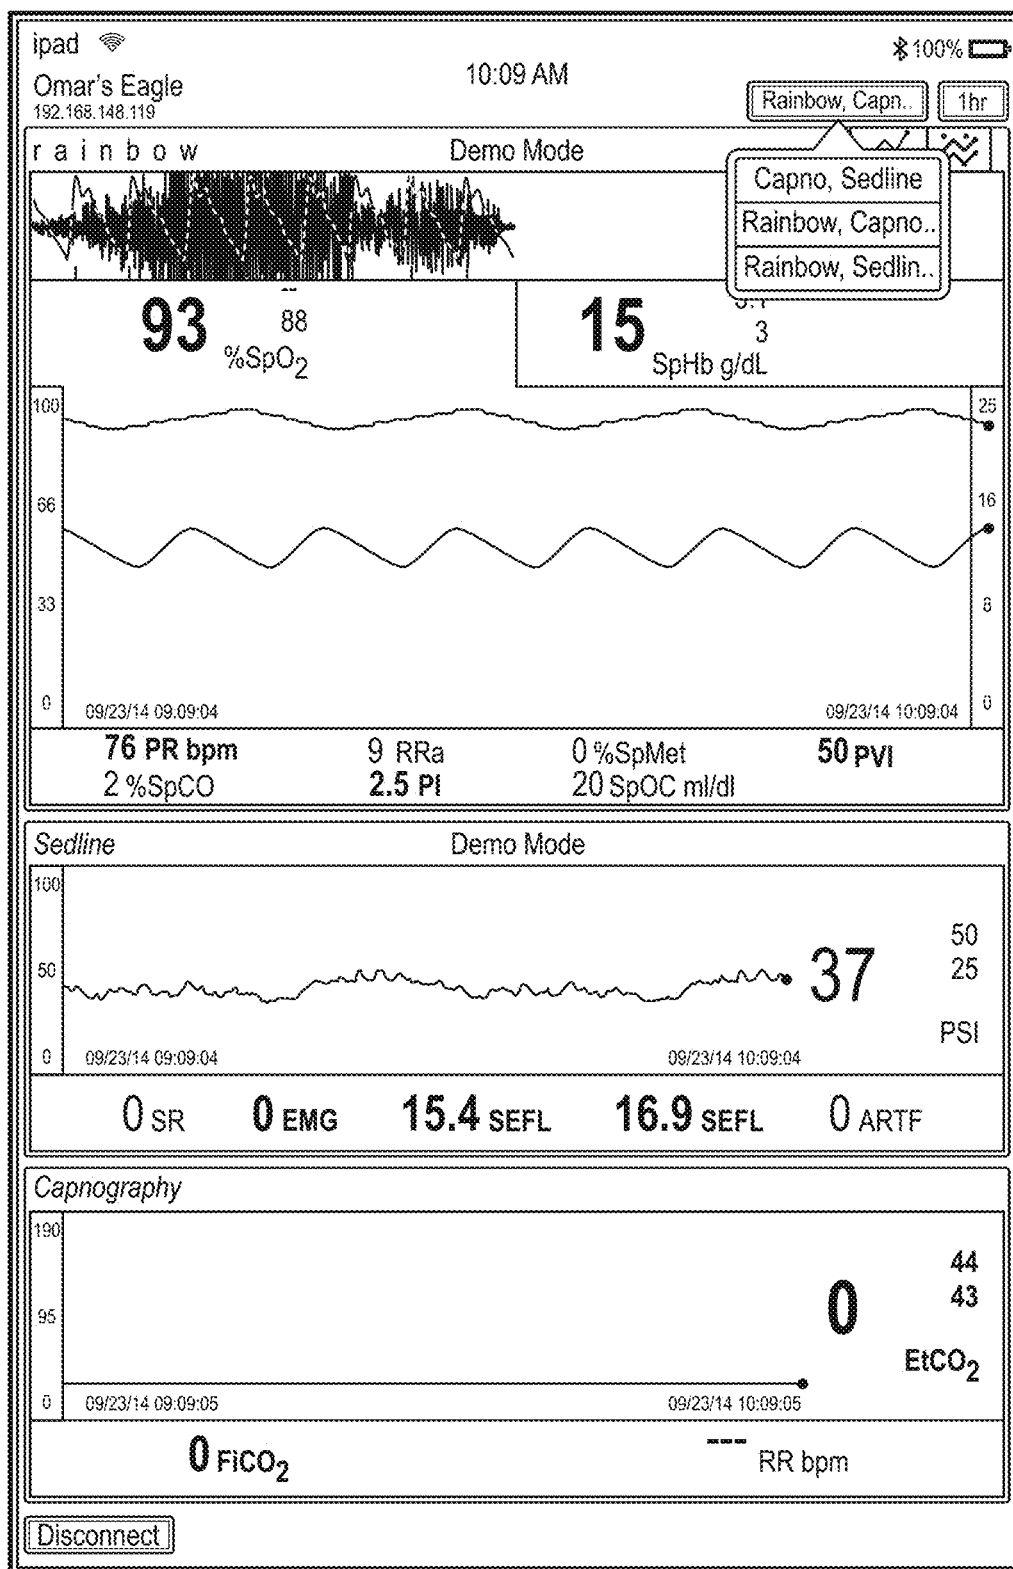 ipad
100%
10:09 AM
Omar's Eagle
192.168.148.119
Rainbow, Capn..
1hr
rainbow
Demo Mode
Capno, Sedline
Rainbow, Capno..
Rainbow, Sedlin..
93
--
88
%SpO2
15
3
SpHb g/dL
100
25
66
16
33
8
0
09/23/14 09.09:04
09/23/14 10:09:04
0
76 PR bpm
9 RRa
0 %SpMet
50 PVI
2 %SpCO
2.5 PI
20 SpOC ml/dl
Sedline
Demo Mode
100
50
0
37
50
25
PSI
09/23/14 09:09:04
09/23/14 10:09:04
0 SR
0 EMG
15.4 SEFL
16.9 SEFL
0 ARTF
Capnography
190
95
0
0
44
43
EtCO2
09/23/14 09:09:05
09/23/14 10:09:05
0 FiCO2
---
RR bpm
Disconnect